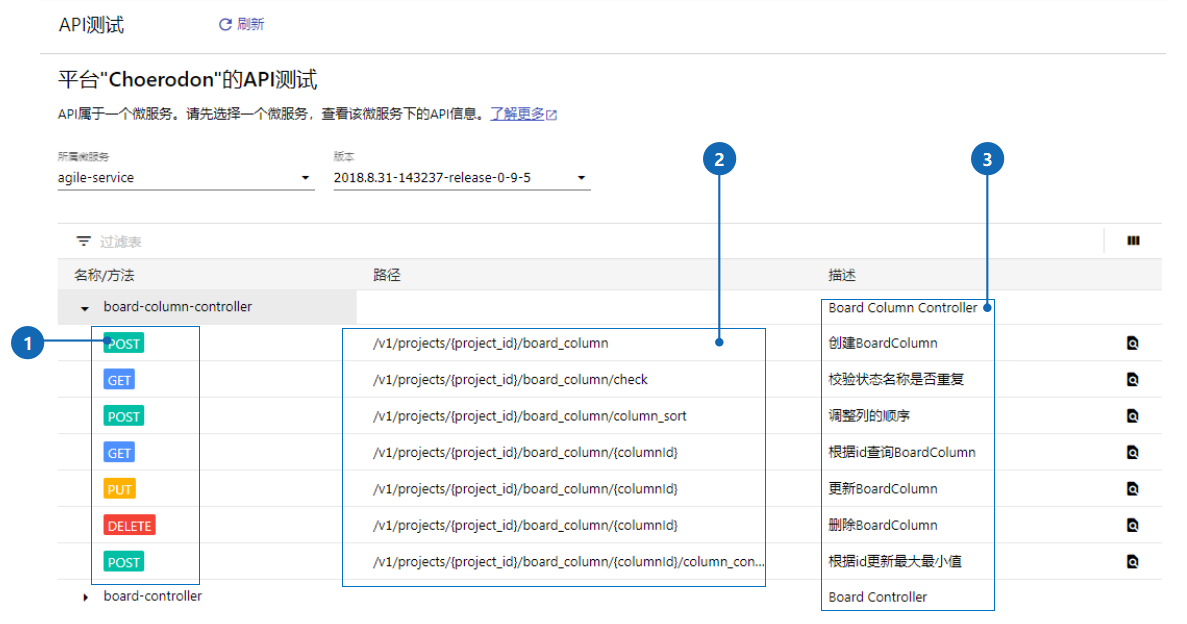 API测试 刷新
平台"Choerodon"的API测试
API属于一个微服务。请先选择一个微服务，查看该微服务下的API信息。了解更多
所属微服务 版本
agile-service 2018.8.31-143237-release-0-9-5
2 3
过滤表
名称/方法 路径 描述
board-column-controller Board Column Controller
1 POST /v1/projects/{project_id}/board_column 创建BoardColumn
GET /v1/projects/{project_id}/board_column/check 校验状态名称是否重复
POST /v1/projects/{project_id}/board_column/column_sort 调整列的顺序
GET /v1/projects/{project_id}/board_column/{columnId} 根据id查询BoardColumn
PUT /v1/projects/{project_id}/board_column/{columnId} 更新BoardColumn
DELETE /v1/projects/{project_id}/board_column/{columnId} 删除BoardColumn
POST /v1/projects/{project_id}/board_column/{columnId}/column_con... 根据id更新最大最小值
board-controller Board Controller